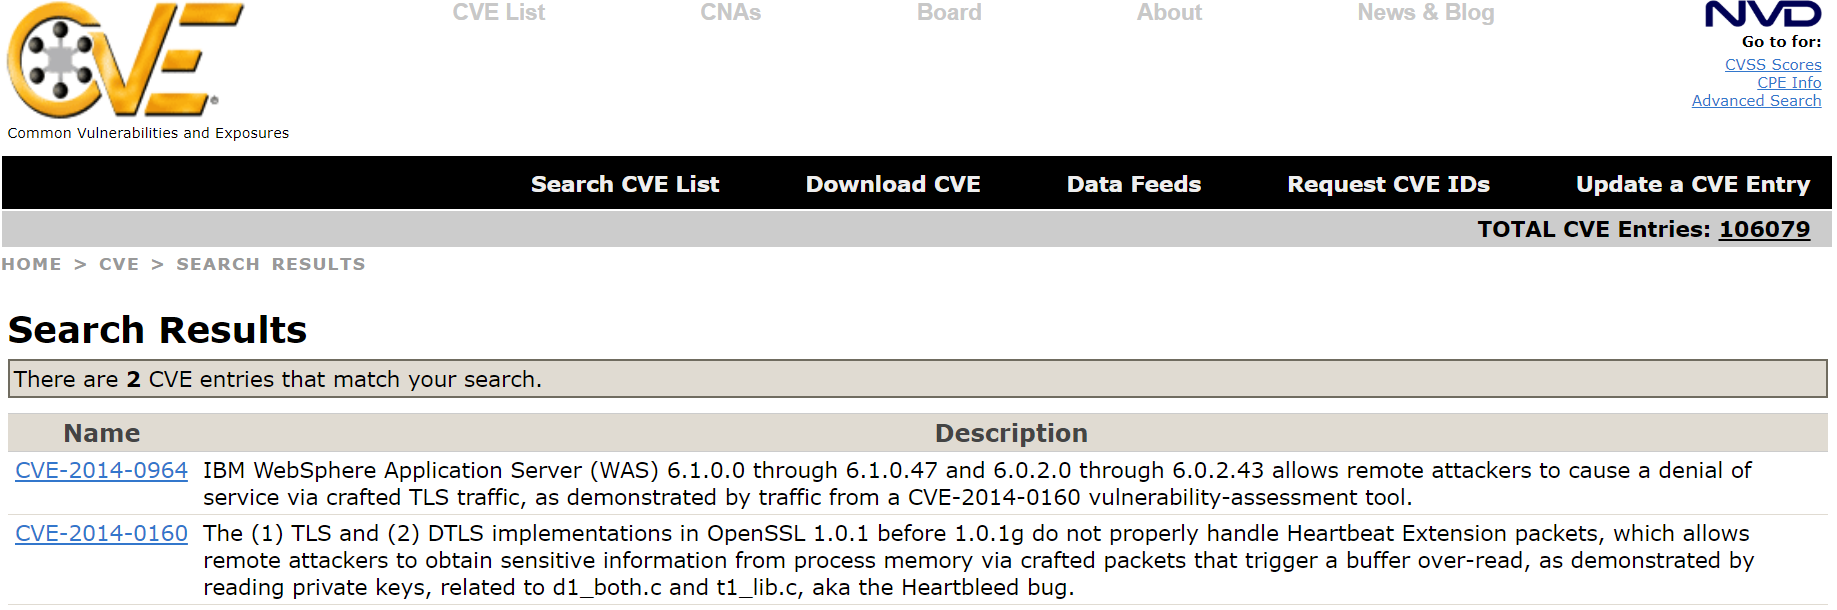 CVE
Common Vulnerabilities and Exposures
CVE List CNAs Board About News & Blog
NVD
Go to for:
CVSS Scores
CPE Info
Advanced Search
Search CVE List Download CVE Data Feeds Request CVE IDs Update a CVE Entry
TOTAL CVE Entries: 106079
HOME > CVE > SEARCH RESULTS
Search Results
There are 2 CVE entries that match your search.
Name Description
CVE-2014-0964 IBM WebSphere Application Server (WAS) 6.1.0.0 through 6.1.0.47 and 6.0.2.0 through 6.0.2.43 allows remote attackers to cause a denial of
service via crafted TLS traffic, as demonstrated by traffic from a CVE-2014-0160 vulnerability-assessment tool.
CVE-2014-0160 The (1) TLS and (2) DTLS implementations in OpenSSL 1.0.1 before 1.0.1g do not properly handle Heartbeat Extension packets, which allows
remote attackers to obtain sensitive information from process memory via crafted packets that trigger a buffer over-read, as demonstrated by
reading private keys, related to d1_both.c and t1_lib.c, aka the Heartbleed bug.